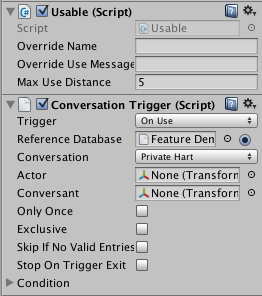 Usable (Script)
Script Usable
Override Name
Override Use Message
Max Use Distance 5
Conversation Trigger (Script)
Trigger On Use
Reference Database Feature Den
Conversation Private Hart
Actor None (Transform
Conversant None (Transform
Only Once
Exclusive
Skip If No Valid Entries
Stop On Trigger Exit
Condition